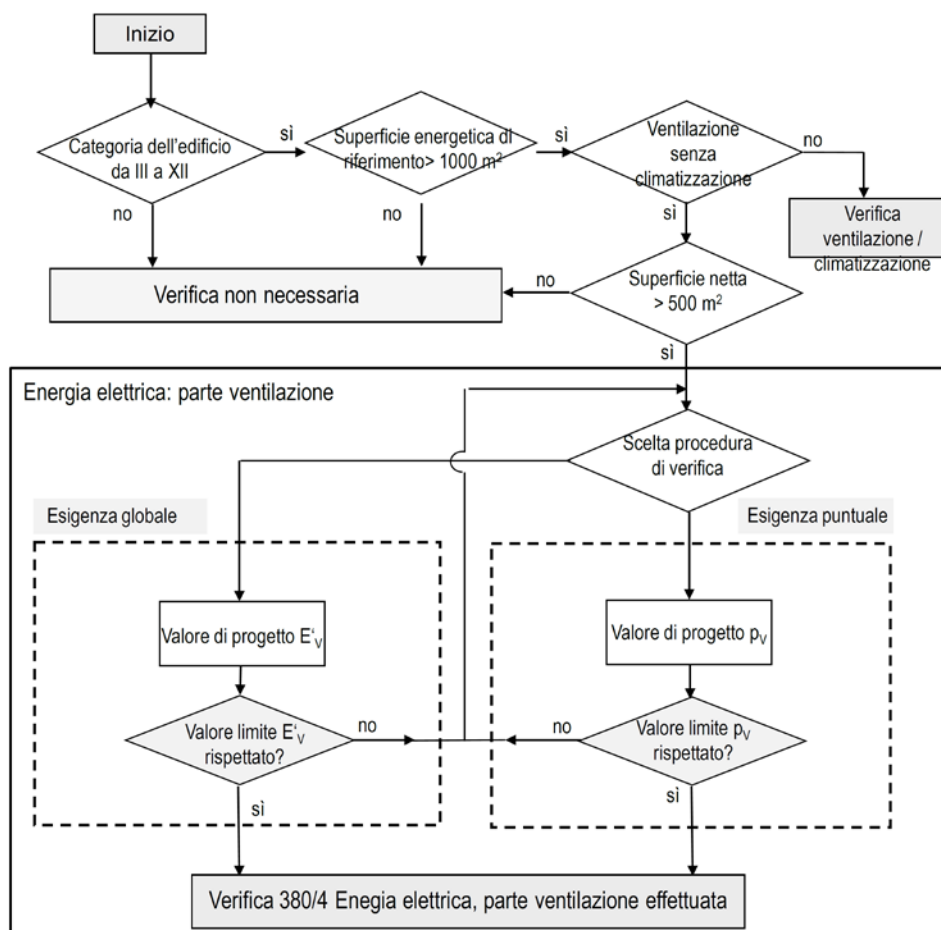 Inizio
Categoria dell'edificio
da III a XII
sì
Superficie energetica di
riferimento> 1000 m²
sì
Ventilazione
senza
climatizzazione
no
no
no
sì
Verifica
ventilazione /
climatizzazione
Verifica non necessaria
no
Superficie netta
> 500 m²
sì
Energia elettrica: parte ventilazione
Scelta procedura
di verifica
Esigenza globale
Esigenza puntuale
Valore di progetto E'V
Valore di progetto pV
Valore limite E'V
rispettato?
no
no
Valore limite pV
rispettato?
sì
sì
Verifica 380/4 Enegia elettrica, parte ventilazione effettuata